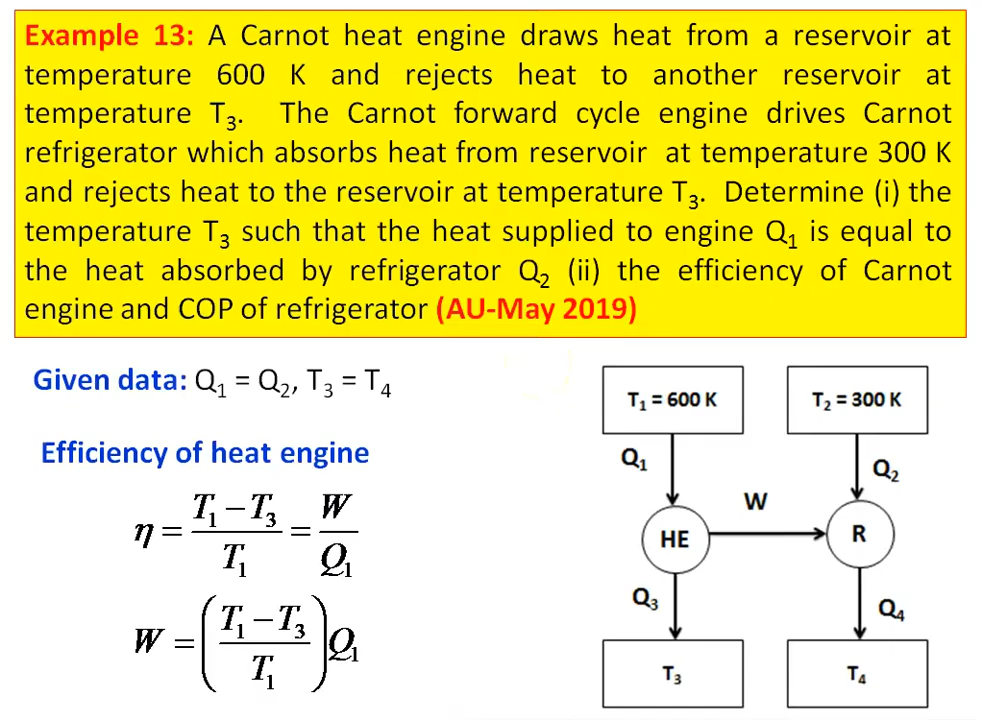 Example 13: A Carnot heat engine draws heat from a reservoir at
temperature 600 K and rejects heat to another reservoir at
temperature T₃. The Carnot forward cycle engine drives Carnot
refrigerator which absorbs heat from reservoir at temperature 300 K
and rejects heat to the reservoir at temperature T₃. Determine (i) the
temperature T₃ such that the heat supplied to engine Q₁ is equal to
the heat absorbed by refrigerator Q₂ (ii) the efficiency of Carnot
engine and COP of refrigerator (AU-May 2019)
Given data: Q₁ = Q₂, T₃ = T₄
Efficiency of heat engine
η = (T₁ − T₃)/T₁ = W/Q₁
W = ((T₁ − T₃)/T₁) Q₁
T₁ = 600 K
T₂ = 300 K
Q₁
Q₂
W
HE
R
Q₃
Q₄
T₃
T₄